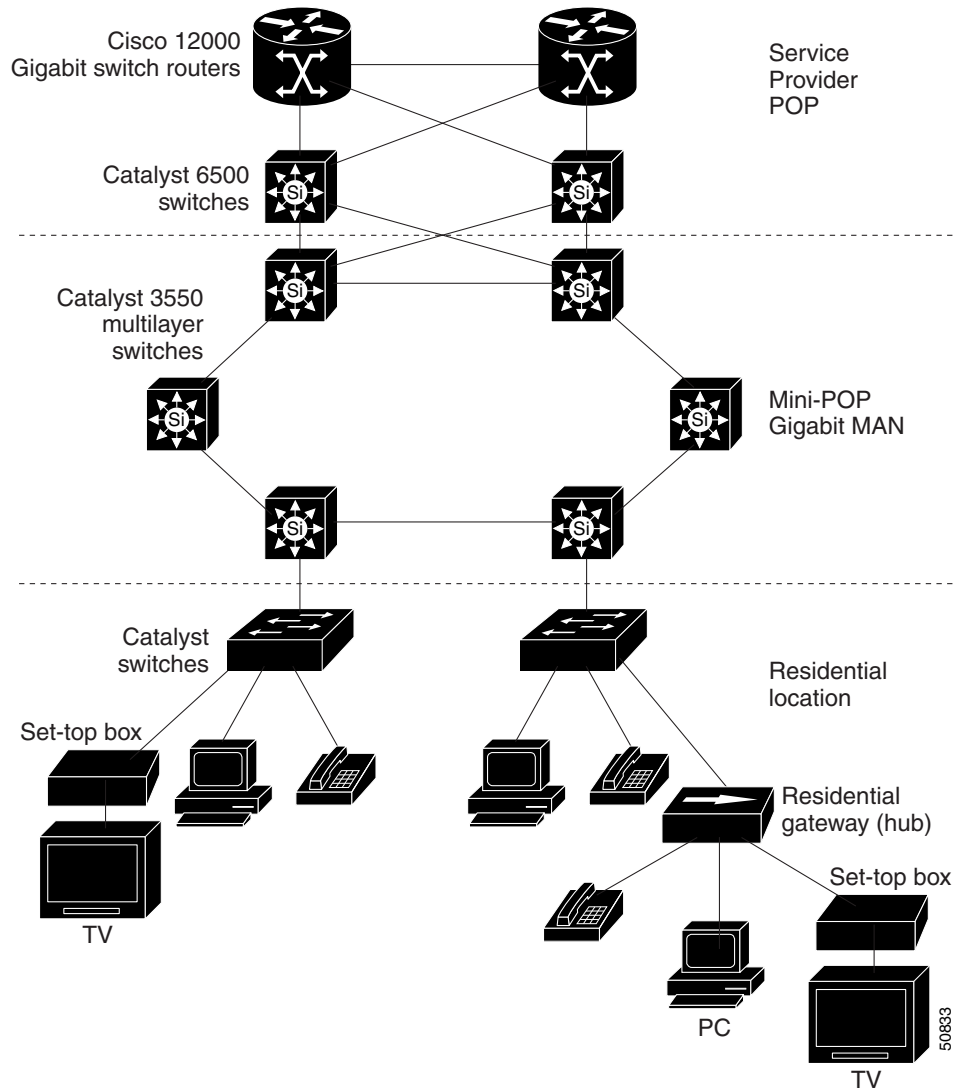 Cisco 12000
Gigabit switch routers
Service
Provider
POP
Catalyst 6500
switches
Si
Si
Catalyst 3550
multilayer
switches
Si
Si
Si
Si
Mini-POP
Gigabit MAN
Si
Si
Catalyst
switches
Residential
location
Set-top box
TV
Residential
gateway (hub)
Set-top box
PC
TV
50833